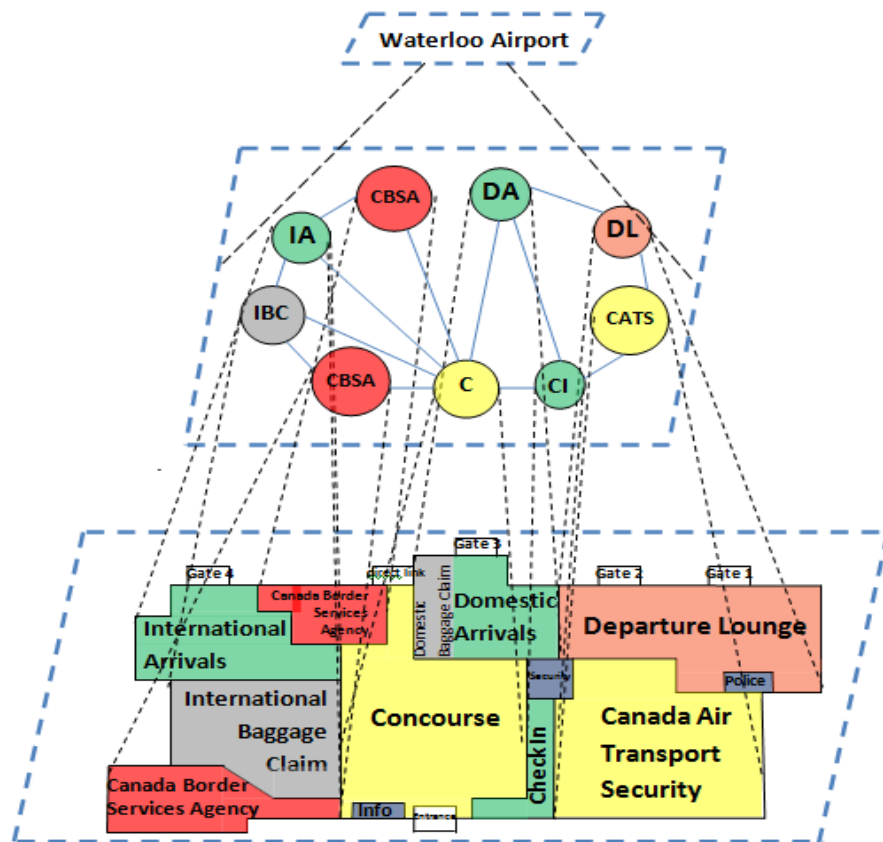 Waterloo Airport
CBSA
DA
IA
DL
IBC
CATS
CBSA
C
CI
Gate 3
Gate 4
direct link
Gate 2
Gate 1
Canada Border
Services
Agency
International
Arrivals
Domestic
Baggage Claim
Domestic
Arrivals
Departure Lounge
Security
Police
International
Baggage
Claim
Concourse
Check In
Canada Air
Transport
Security
Canada Border
Services Agency
Info
Entrance